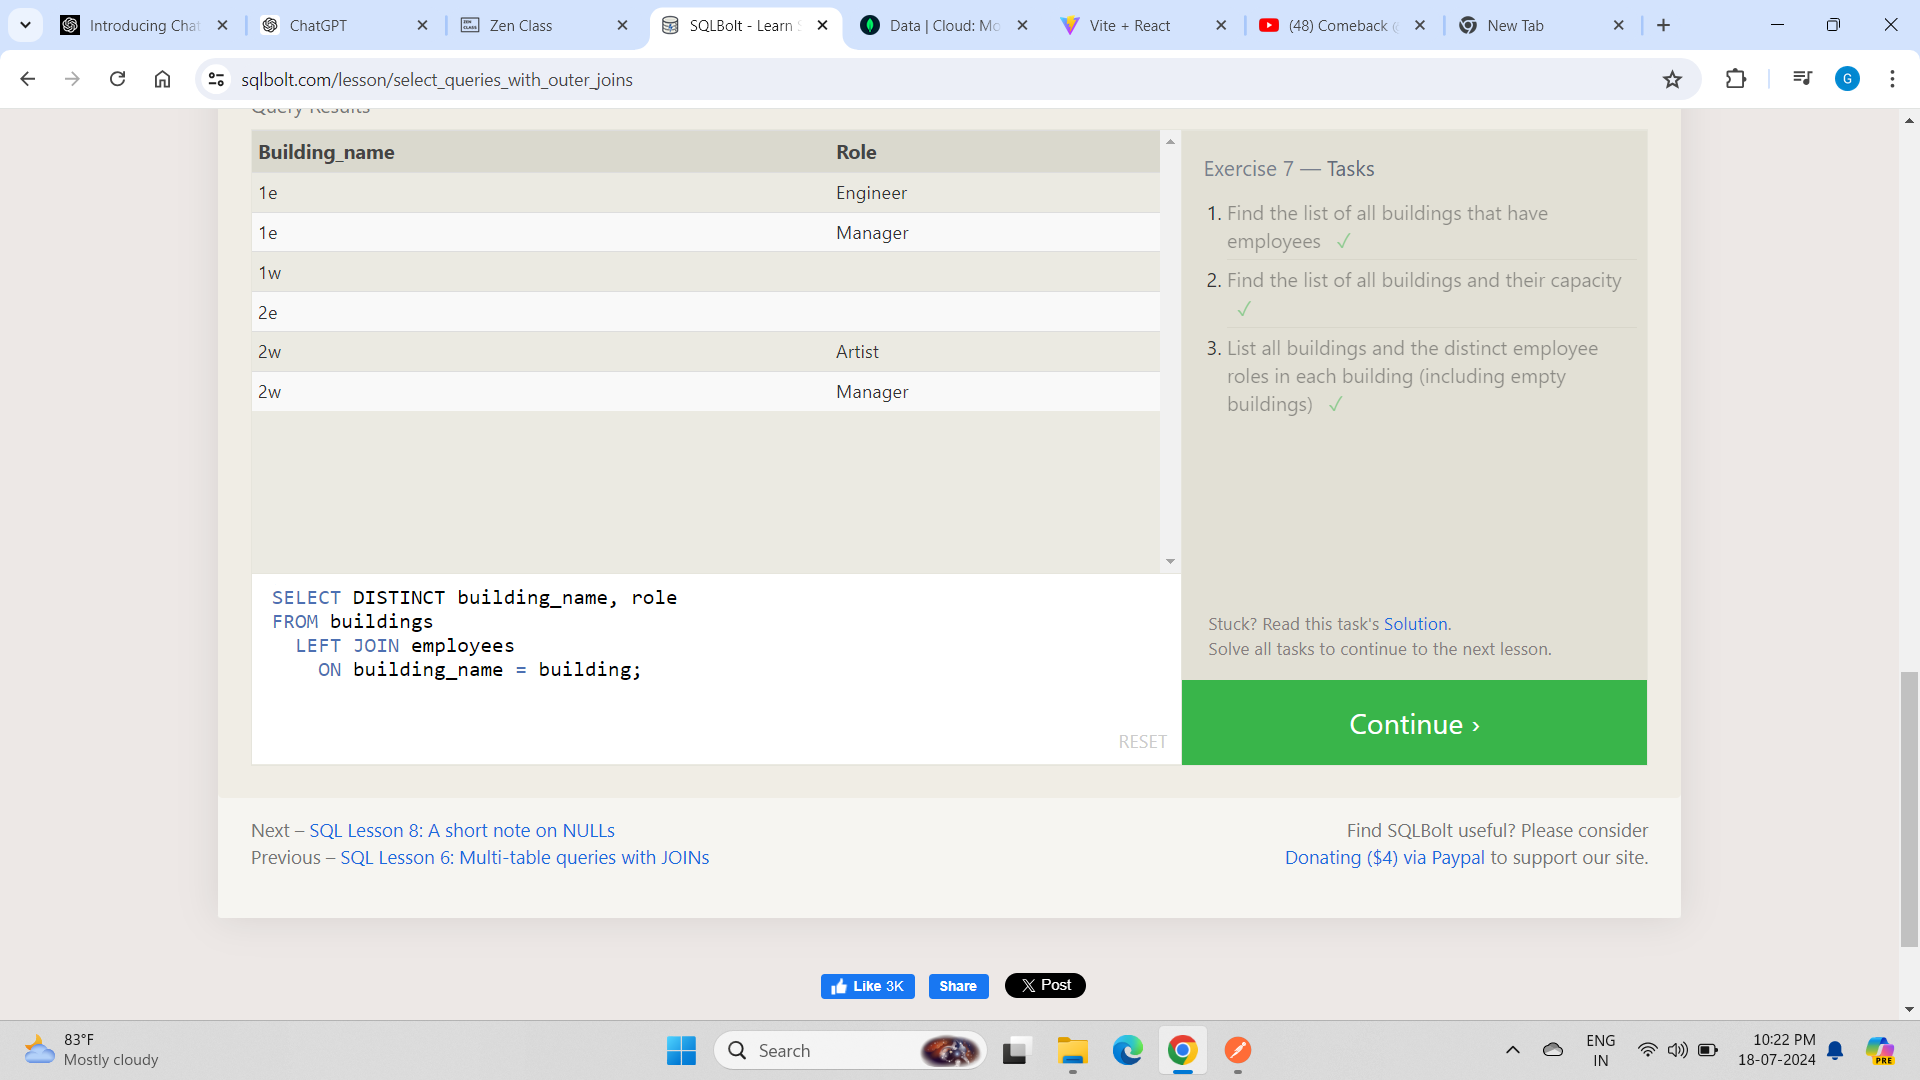 Introducing Chat
ChatGPT
Zen Class
SQLBolt - Learn S
Data | Cloud: Mo
Vite + React
(48) Comeback
New Tab
sqlbolt.com/lesson/select_queries_with_outer_joins
G
Query Results
Building_name Role
1e Engineer
1e Manager
1w
2e
2w Artist
2w Manager
Exercise 7 — Tasks
1. Find the list of all buildings that have
employees ✓
2. Find the list of all buildings and their capacity
✓
3. List all buildings and the distinct employee
roles in each building (including empty
buildings) ✓
SELECT DISTINCT building_name, role
FROM buildings
LEFT JOIN employees
ON building_name = building;
RESET
Stuck? Read this task's Solution.
Solve all tasks to continue to the next lesson.
Continue ›
Next – SQL Lesson 8: A short note on NULLs
Previous – SQL Lesson 6: Multi-table queries with JOINs
Find SQLBolt useful? Please consider
Donating ($4) via Paypal to support our site.
Like 3K
Share
X Post
83°F
Mostly cloudy
Search
ENG
IN
10:22 PM
18-07-2024
PRE